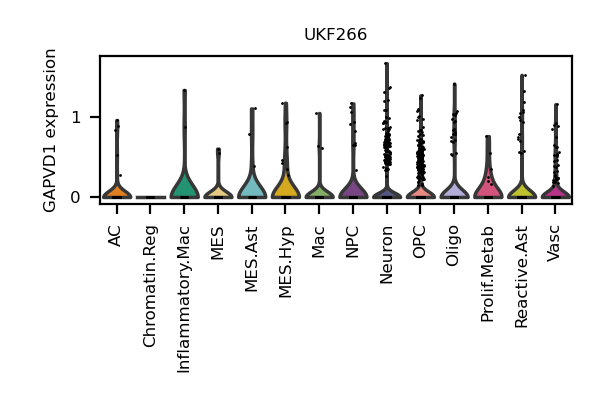 UKF266
GAPVD1 expression
1
0
AC
Chromatin.Reg
Inflammatory.Mac
MES
MES.Ast
MES.Hyp
Mac
NPC
Neuron
OPC
Oligo
Prolif.Metab
Reactive.Ast
Vasc